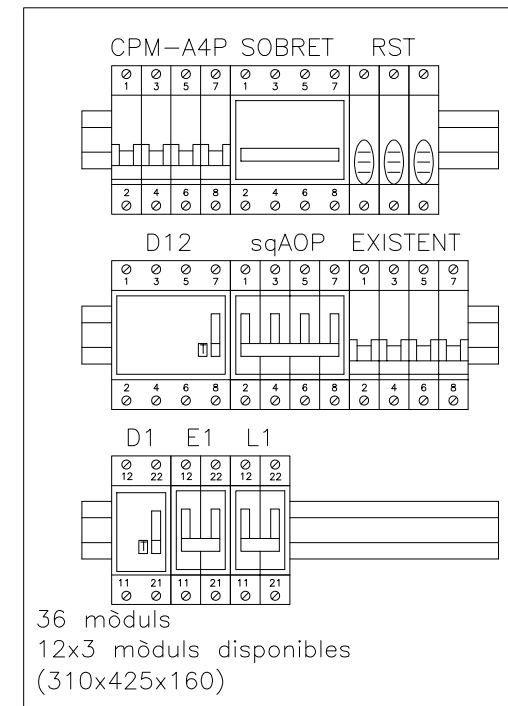 CPM-A4P SOBRET RST
1 3 5 7 1 3 5 7
2 4 6 8 2 4 6 8
D12 sqAOP EXISTENT
1 3 5 7 1 3 5 7 1 3 5 7
T
2 4 6 8 2 4 6 8 2 4 6 8
D1 E1 L1
12 22 12 22 12 22
T
11 21 11 21 11 21
36 mòduls
12x3 mòduls disponibles
(310x425x160)